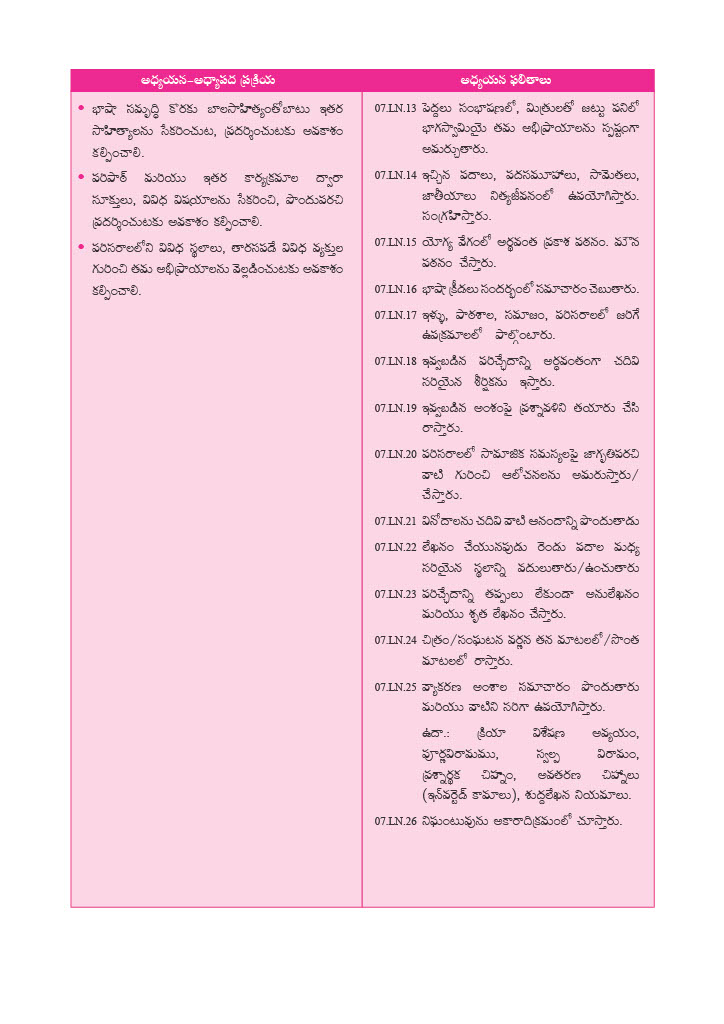 అధ్యయన–అధ్యాపద ప్రక్రియ
• భాషా సమృద్ధి కొరకు బాలసాహిత్యంతోబాటు ఇతర
సాహిత్యాలను సేకరించుట, ప్రదర్శించుటకు అవకాశం
కల్పించాలి.
• పరిపాఠ్ మరియు ఇతర కార్యక్రమాల ద్వారా
సూక్తులు, వివిధ విషయాలను సేకరించి, పొందుపరచి
ప్రదర్శించుటకు అవకాశం కల్పించాలి.
• పరిసరాలలోని వివిధ స్థలాలు, తారసపడే వివిధ వ్యక్తుల
గురించి తమ అభిప్రాయాలను వెల్లడించుటకు అవకాశం
కల్పించాలి.
అధ్యయన ఫలితాలు
07.LN.13 పెద్దలు సంభాషణలో, మిత్రులతో జట్టు పనిలో
భాగస్వామియై తమ అభిప్రాయాలను స్పష్టంగా
అమర్చుతారు.
07.LN.14 ఇచ్చిన పదాలు, పదసమూహాలు, సామెతలు,
జాతీయాలు నిత్యజీవనంలో ఉపయోగిస్తారు.
సంగ్రహిస్తారు.
07.LN.15 యోగ్య వేగంలో అర్థవంత ప్రకాశ పఠనం. మౌన
పఠనం చేస్తారు.
07.LN.16 భాషా క్రీడలు సందర్భంలో సమాచారం చెబుతారు.
07.LN.17 ఇళ్ళు, పాఠశాల, సమాజం, పరిసరాలలో జరిగే
ఉపక్రమాలలో పాల్గొంటారు.
07.LN.18 ఇవ్వబడిన పరిచ్ఛేదాన్ని అర్థవంతంగా చదివి
సరియైన శీర్షికను ఇస్తారు.
07.LN.19 ఇవ్వబడిన అంశంపై ప్రశ్నావళిని తయారు చేసి
రాస్తారు.
07.LN.20 పరిసరాలలో సామాజిక సమస్యలపై జాగృతిపరచి
వాటి గురించి ఆలోచనలను అమరుస్తారు/
చేస్తారు.
07.LN.21 వినోదాలను చదివి వాటి ఆనందాన్ని పొందుతాడు
07.LN.22 లేఖనం చేయునపుడు రెండు పదాల మధ్య
సరియైన స్థలాన్ని వదులుతారు/ఉంచుతారు
07.LN.23 పరిచ్ఛేదాన్ని తప్పులు లేకుండా అనులేఖనం
మరియు శృత లేఖనం చేస్తారు.
07.LN.24 చిత్రం/సంఘటన వర్ణన తన మాటలలో/సొంత
మాటలలో రాస్తారు.
07.LN.25 వ్యాకరణ అంశాల సమాచారం పొందుతారు
మరియు వాటిని సరిగా ఉపయోగిస్తారు.
ఉదా.: క్రియా విశేషణ అవ్యయం,
పూర్ణవిరామము, స్వల్ప విరామం,
ప్రశ్నార్థక చిహ్నం, అవతరణ చిహ్నాలు
(ఇన్‌వర్టెడ్ కామాలు), శుద్దలేఖన నియమాలు.
07.LN.26 నిఘంటువును అకారాదిక్రమంలో చూస్తారు.